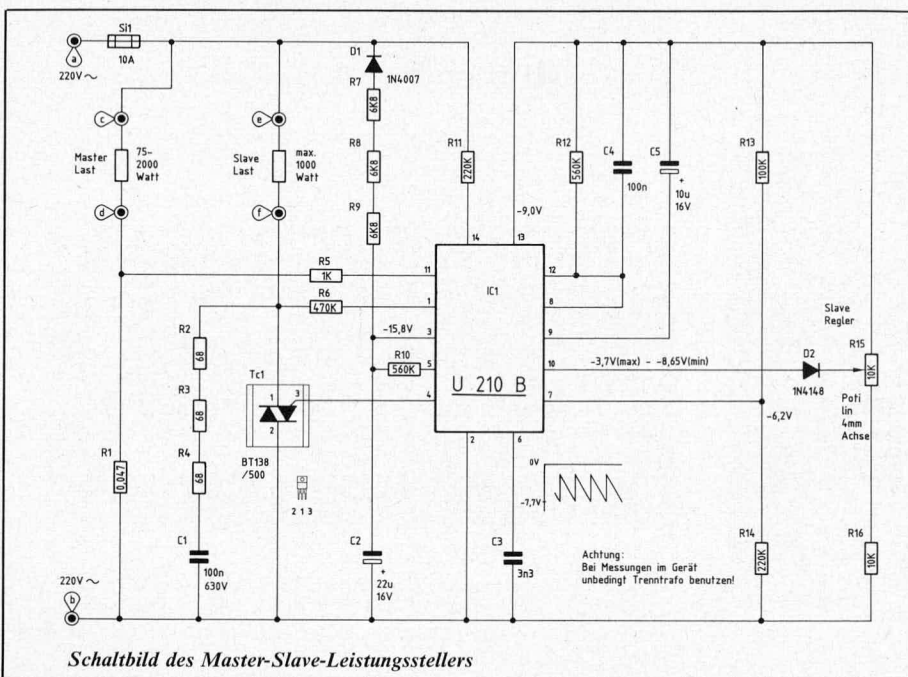 Si1
10A
a
220V ~
D1
1N4007
R7
6K8
c
e
Master
Last
75-
2000
Watt
Slave
Last
max.
1000
Watt
R8
6K8
R11
220K
R12
560K
C4
100n
C5
+
10u
16V
R13
100K
d
f
R9
6K8
-9,0V
14
13
R5
1K
11
12
IC1
R6
470K
1
8
-15,8V
3
9
Slave
Regler
R2
68
R10
560K
5
10
-3,7V(max) - -8,65V(min)
R15
10K
Tc1
U 210 B
D2
1N4148
1
3
4
7
-6,2V
Poti
lin
4mm
Achse
R3
68
2
2
6
0V
R1
0,047
R4
68
BT138
/500
-7,7V
2 1 3
C1
100n
630V
C2
+
22u
16V
C3
3n3
Achtung:
Bei Messungen im Gerät
unbedingt Trenntrafo benutzen!
R14
220K
R16
10K
220V ~
b
Schaltbild des Master-Slave-Leistungsstellers